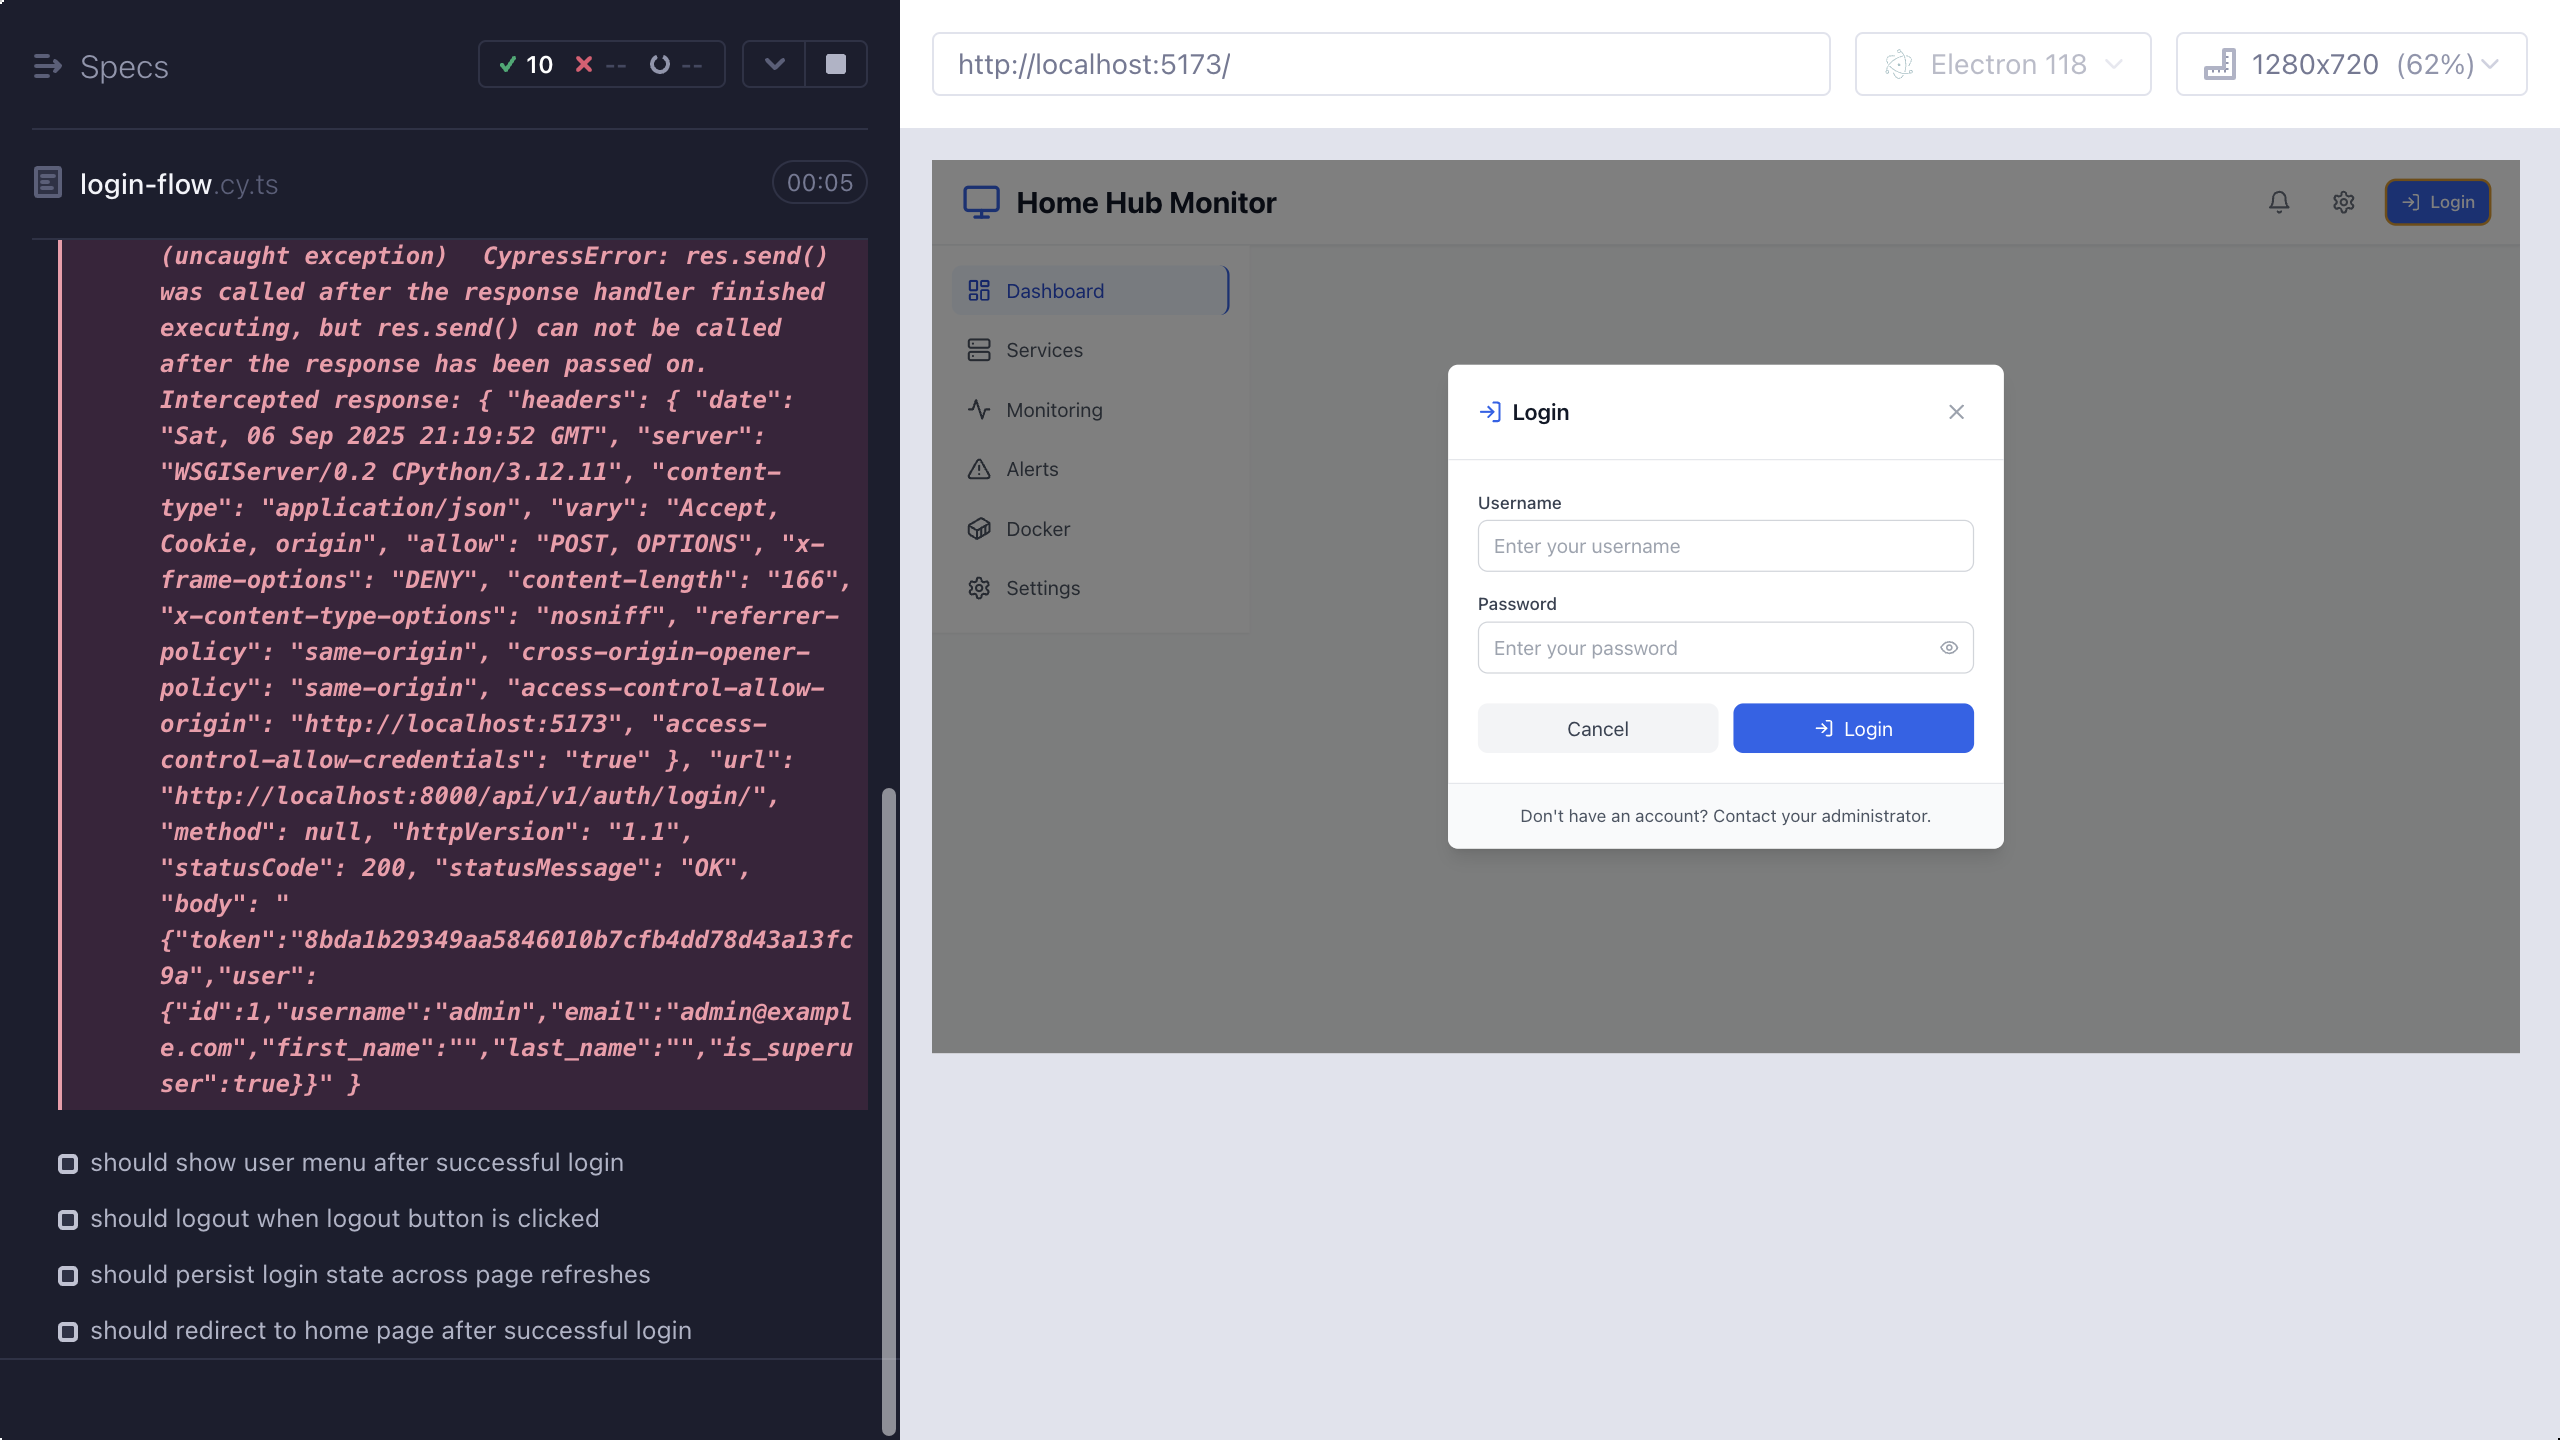 Specs
10 -- --
login-flow.cy.ts
00:05
(uncaught exception) CypressError: res.send()
was called after the response handler finished
executing, but res.send() can not be called
after the response has been passed on.
Intercepted response: { "headers": { "date":
"Sat, 06 Sep 2025 21:19:52 GMT", "server":
"WSGIServer/0.2 CPython/3.12.11", "content-
type": "application/json", "vary": "Accept,
Cookie, origin", "allow": "POST, OPTIONS", "x-
frame-options": "DENY", "content-length": "166",
"x-content-type-options": "nosniff", "referrer-
policy": "same-origin", "cross-origin-opener-
policy": "same-origin", "access-control-allow-
origin": "http://localhost:5173", "access-
control-allow-credentials": "true" }, "url":
"http://localhost:8000/api/v1/auth/login/",
"method": null, "httpVersion": "1.1",
"statusCode": 200, "statusMessage": "OK",
"body": "
{"token":"8bda1b29349aa5846010b7cfb4dd78d43a13fc
9a","user":
{"id":1,"username":"admin","email":"admin@exampl
e.com","first_name":"","last_name":"","is_superu
ser":true}}" }
should show user menu after successful login
should logout when logout button is clicked
should persist login state across page refreshes
should redirect to home page after successful login
http://localhost:5173/
Electron 118
1280x720 (62%)
Home Hub Monitor
Login
Dashboard
Services
Monitoring
Alerts
Docker
Settings
Login
Username
Enter your username
Password
Enter your password
Cancel
Login
Don't have an account? Contact your administrator.